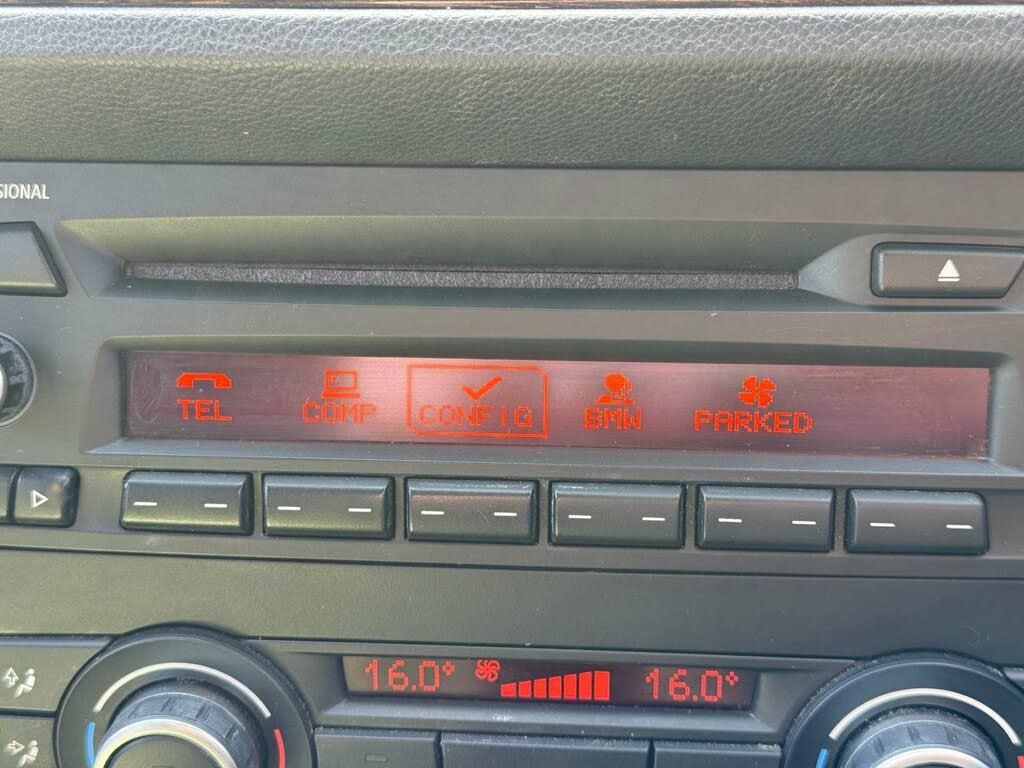 SIONAL
TEL COMP CONFIG BMW PARKED
16.0° 16.0°